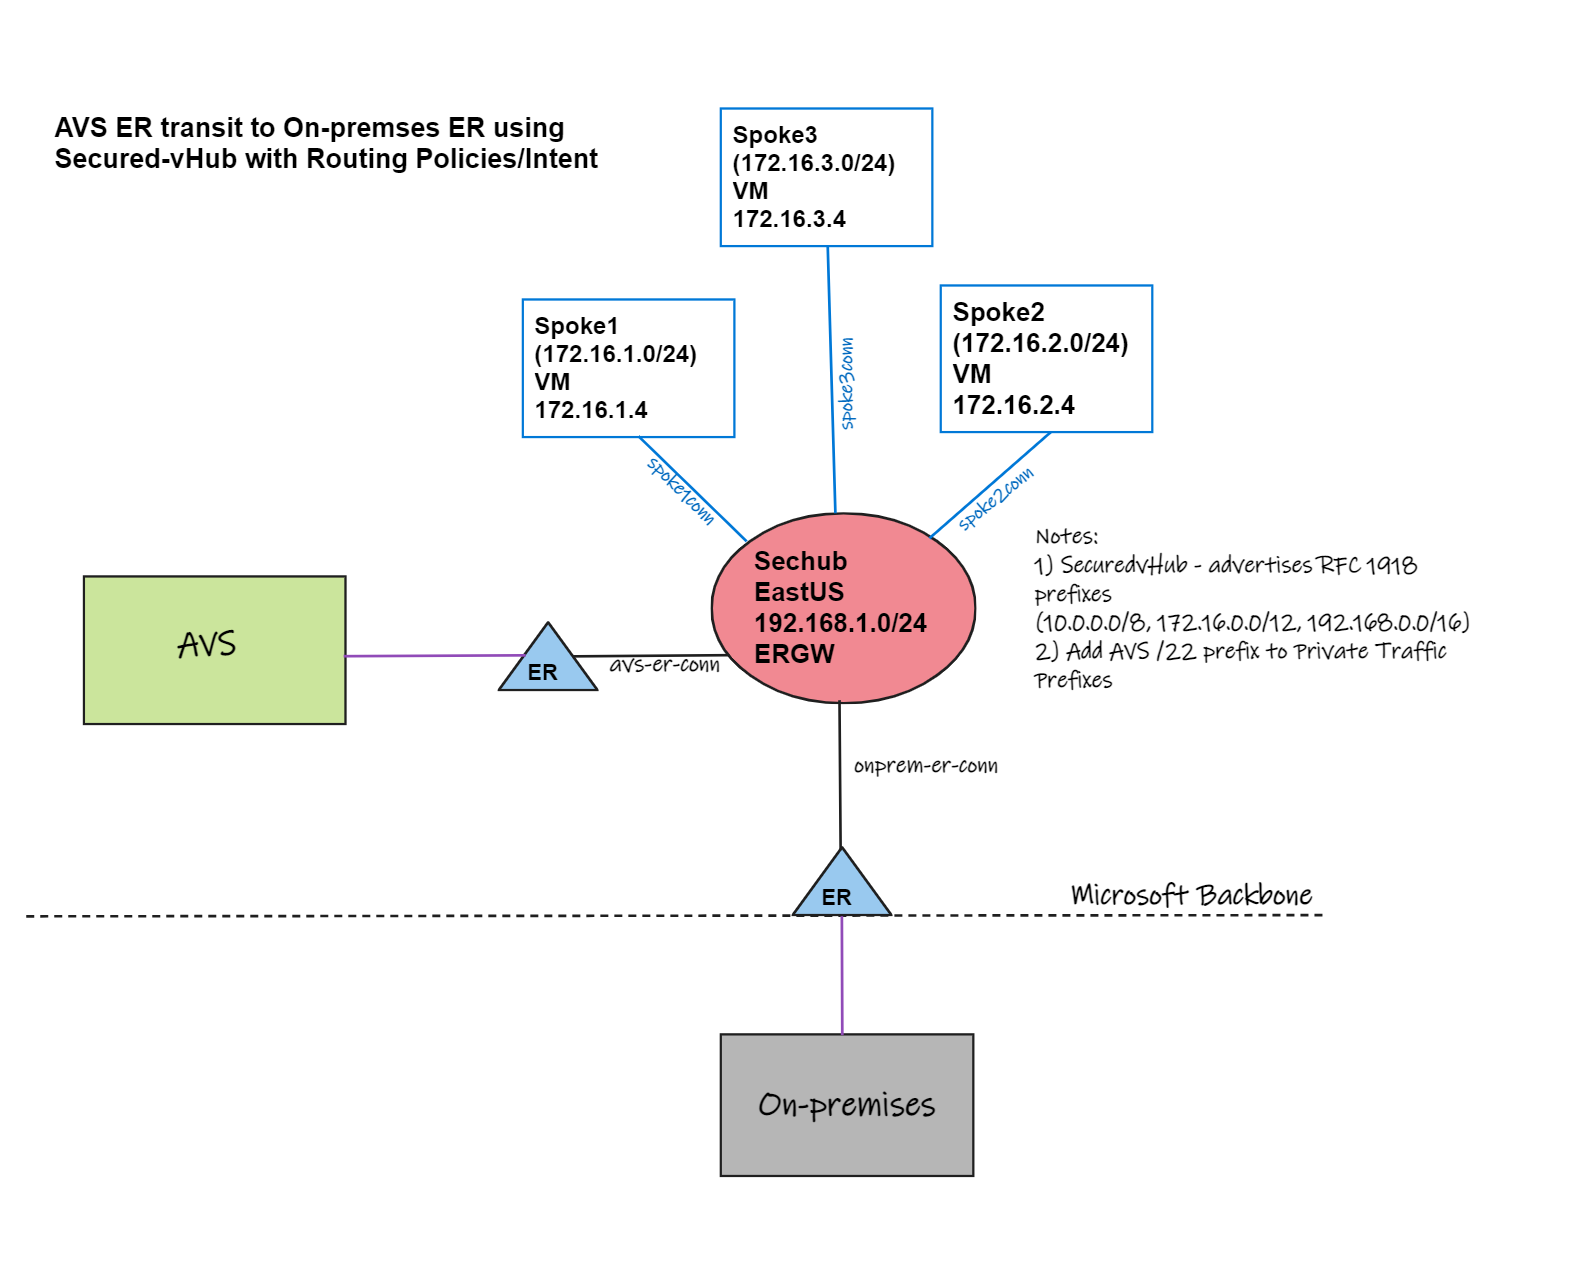 AVS ER transit to On-premses ER using
Secured-vHub with Routing Policies/Intent
Spoke3
(172.16.3.0/24)
VM
172.16.3.4
Spoke1
(172.16.1.0/24)
VM
172.16.1.4
Spoke2
(172.16.2.0/24)
VM
172.16.2.4
spoke3conn
spoke1conn
spoke2conn
Sechub
EastUS
192.168.1.0/24
ERGW
Notes:
1) SecuredvHub - advertises RFC 1918
prefixes
(10.0.0.0/8, 172.16.0.0/12, 192.168.0.0/16)
2) Add AVS /22 prefix to Private Traffic
Prefixes
AVS
ER
avs-er-conn
onprem-er-conn
ER
Microsoft Backbone
On-premises